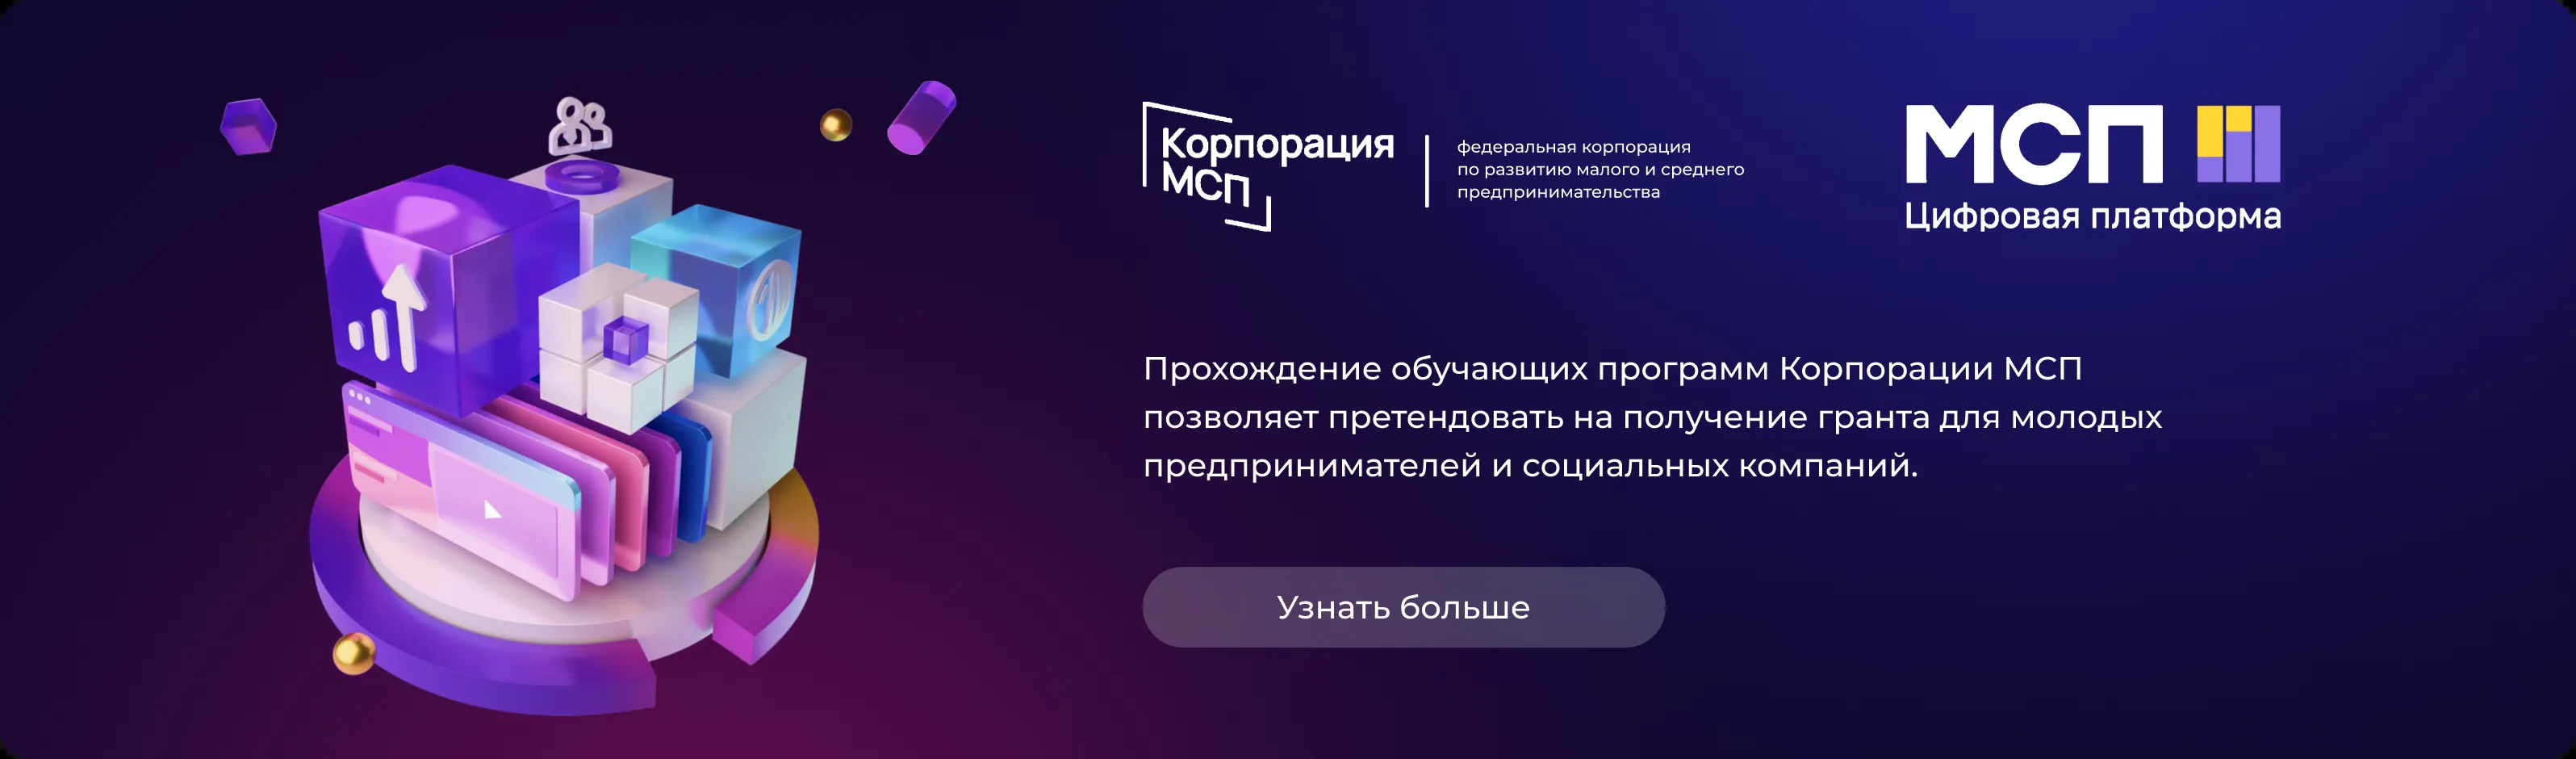 Корпорация
МСП
федеральная корпорация
по развитию малого и среднего
предпринимательства
МСП
Цифровая платформа
Прохождение обучающих программ Корпорации МСП
позволяет претендовать на получение гранта для молодых
предпринимателей и социальных компаний.
Узнать больше